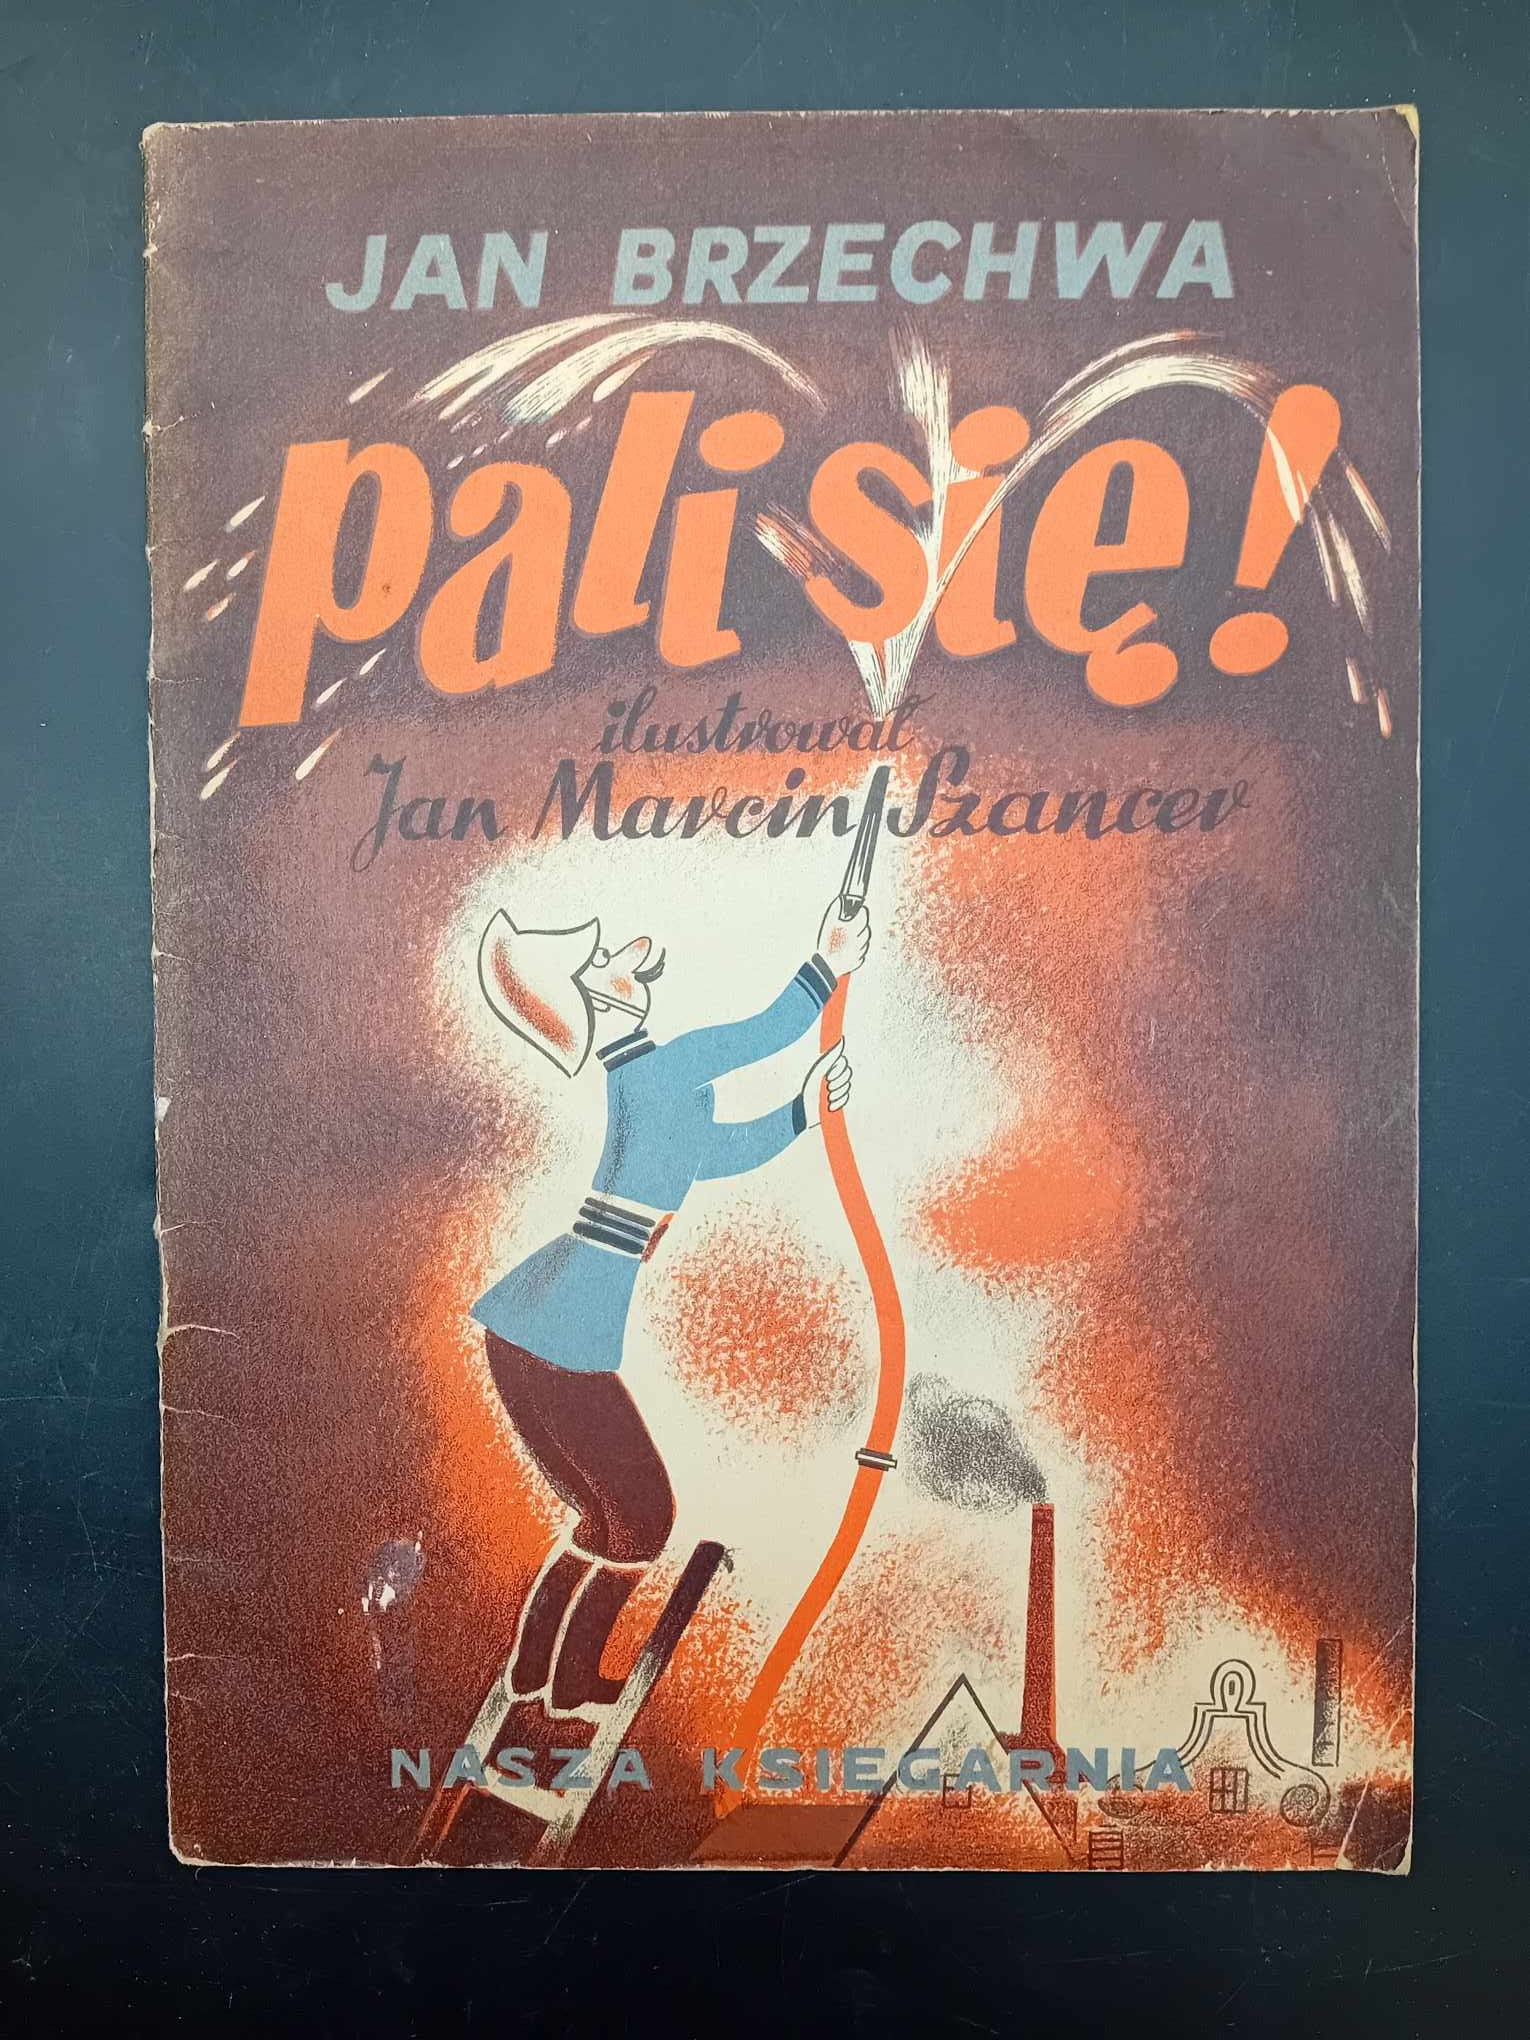 JAN BRZECHWA
pali się!
ilustrował
Jan Marcin Szancer
NASZA KSIĘGARNIA